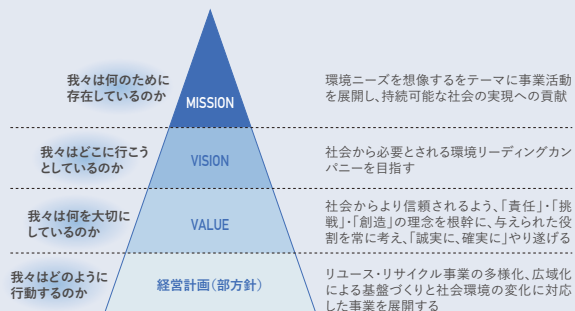 我々は何のために
存在しているのか
MISSION
環境ニーズを想像するをテーマに事業活動
を展開し、持続可能な社会の実現への貢献
我々はどこに行こう
としているのか
VISION
社会から必要とされる環境リーディングカン
パニーを目指す
我々は何を大切に
しているのか
VALUE
社会からより信頼されるよう、「責任」・「挑
戦」・「創造」の理念を根幹に、与えられた役
割を常に考え、「誠実に、確実に」やり遂げる
我々はどのように
行動するのか
経営計画（部方針）
リユース・リサイクル事業の多様化、広域化
による基盤づくりと社会環境の変化に対応
した事業を展開する